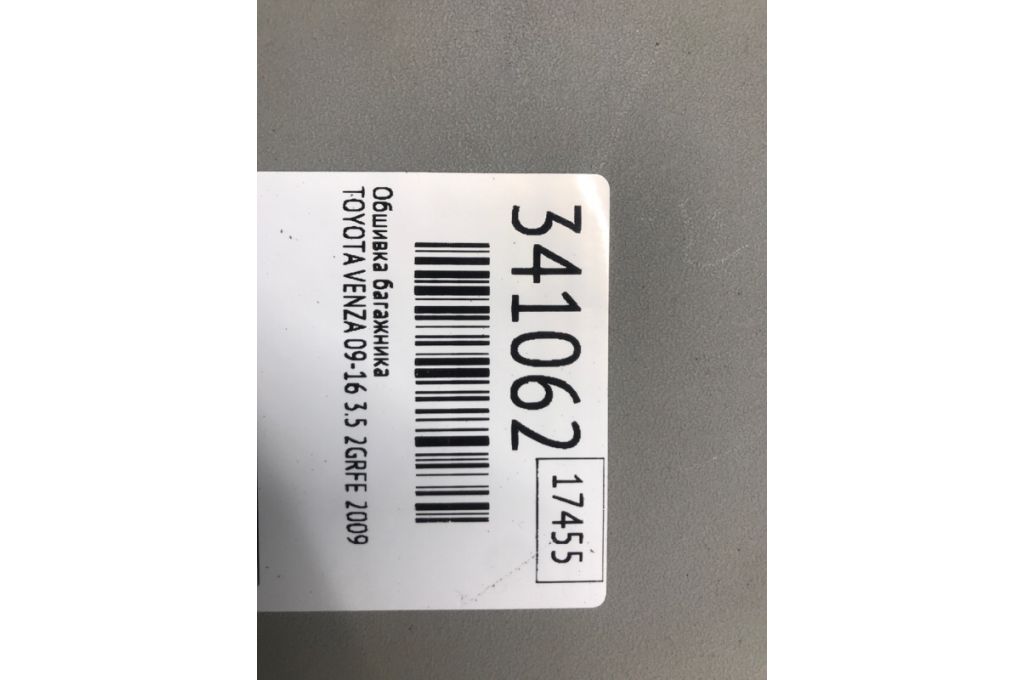 341062
17455
Обшивка багажника
TOYOTA VENZA 09-16 3.5 2GRFE 2009